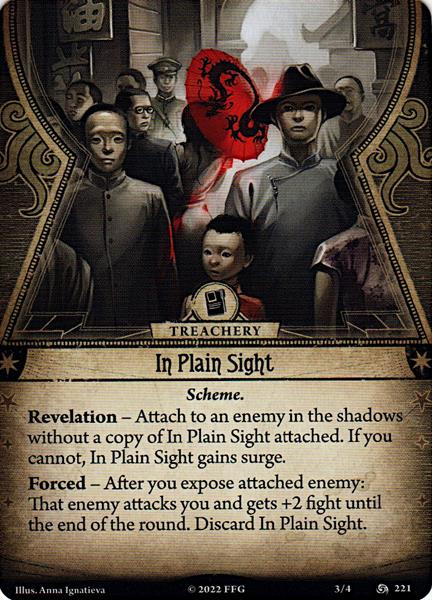 TREACHERY
In Plain Sight
Scheme.
Revelation – Attach to an enemy in the shadows
without a copy of In Plain Sight attached. If you
cannot, In Plain Sight gains surge.
Forced – After you expose attached enemy:
That enemy attacks you and gets +2 fight until
the end of the round. Discard In Plain Sight.
Illus. Anna Ignatieva © 2022 FFG 3/4 221